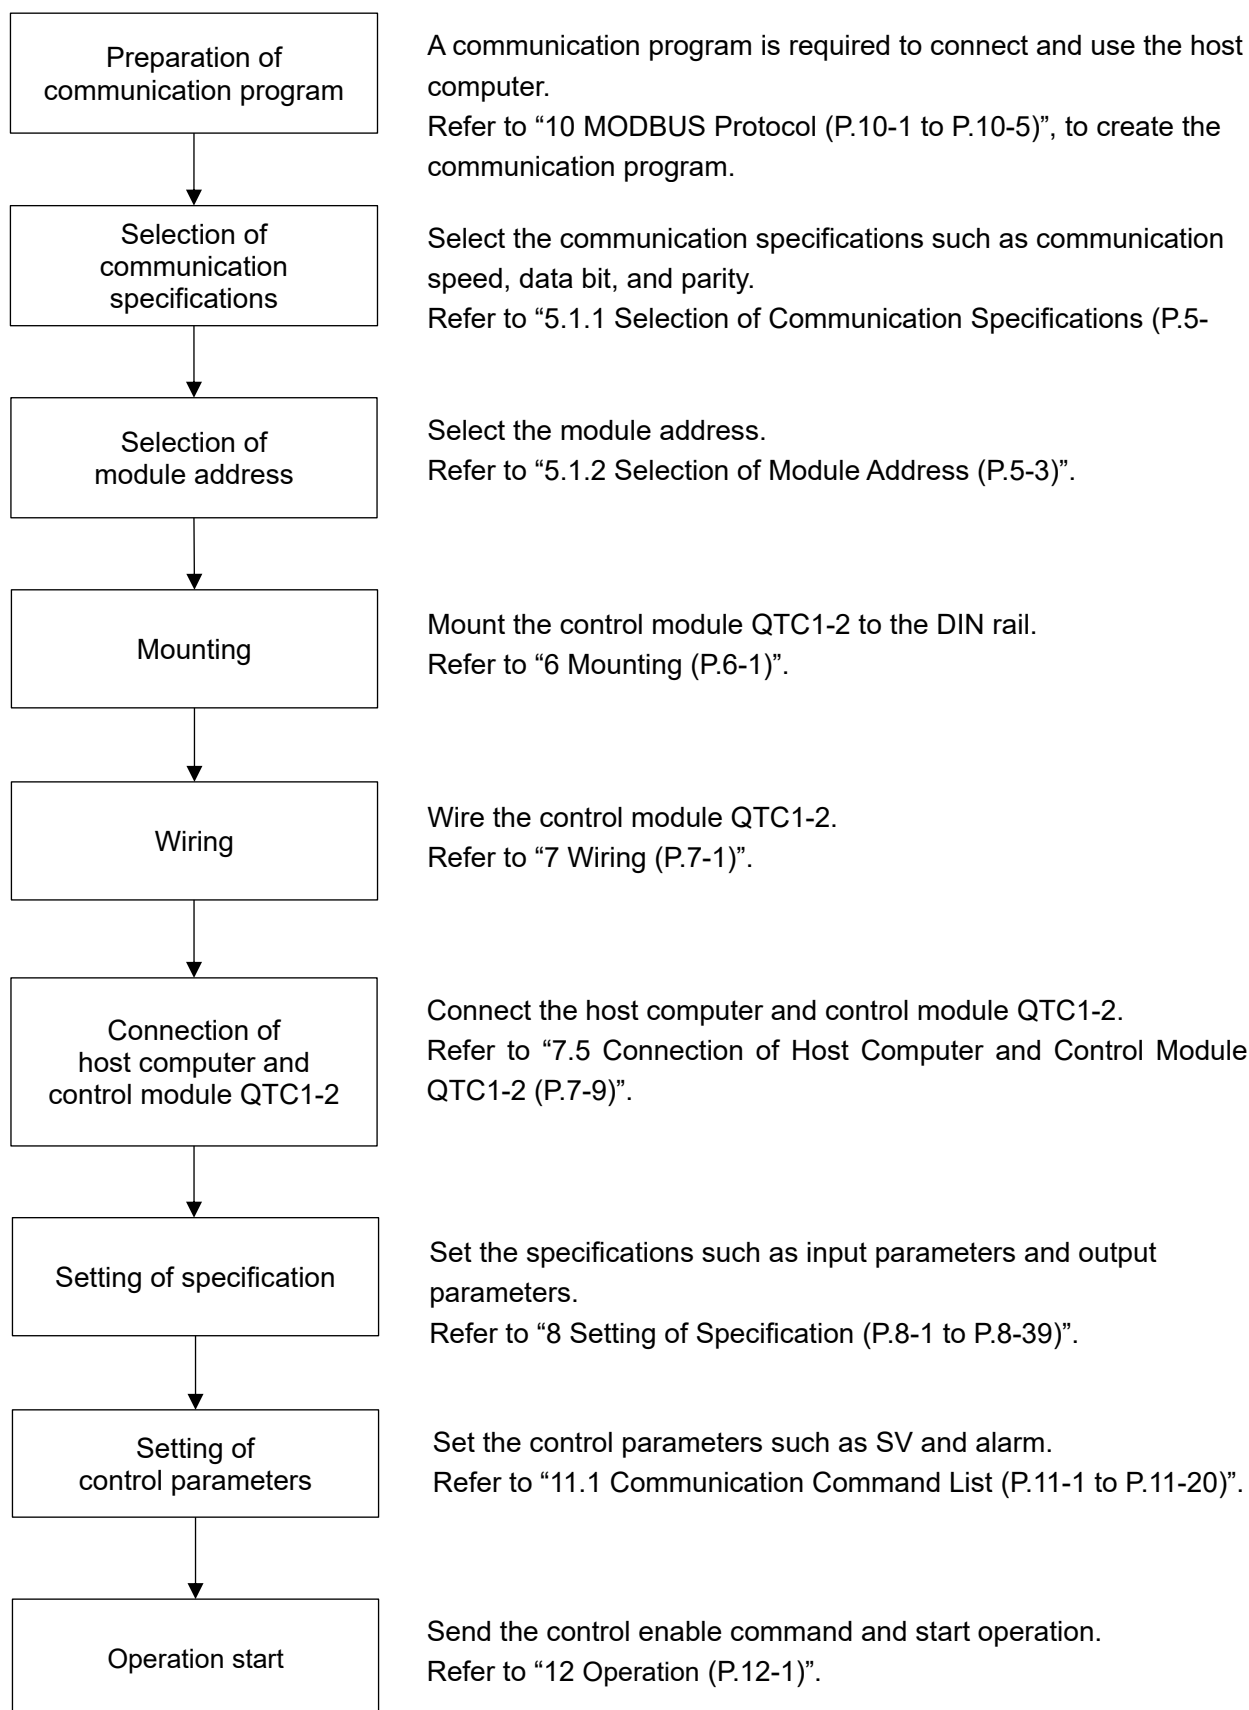 Preparation of
communication program
A communication program is required to connect and use the host
computer.
Refer to “10 MODBUS Protocol (P.10-1 to P.10-5)”, to create the
communication program.
Selection of
communication
specifications
Select the communication specifications such as communication
speed, data bit, and parity.
Refer to “5.1.1 Selection of Communication Specifications (P.5-
Selection of
module address
Select the module address.
Refer to “5.1.2 Selection of Module Address (P.5-3)”.
Mounting
Mount the control module QTC1-2 to the DIN rail.
Refer to “6 Mounting (P.6-1)”.
Wiring
Wire the control module QTC1-2.
Refer to “7 Wiring (P.7-1)”.
Connection of
host computer and
control module QTC1-2
Connect the host computer and control module QTC1-2.
Refer to “7.5 Connection of Host Computer and Control Module
QTC1-2 (P.7-9)”.
Setting of specification
Set the specifications such as input parameters and output
parameters.
Refer to “8 Setting of Specification (P.8-1 to P.8-39)”.
Setting of
control parameters
Set the control parameters such as SV and alarm.
Refer to “11.1 Communication Command List (P.11-1 to P.11-20)”.
Operation start
Send the control enable command and start operation.
Refer to “12 Operation (P.12-1)”.